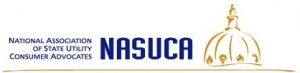 NATIONAL ASSOCIATION
OF STATE UTILITY
CONSUMER ADVOCATES
NASUCA